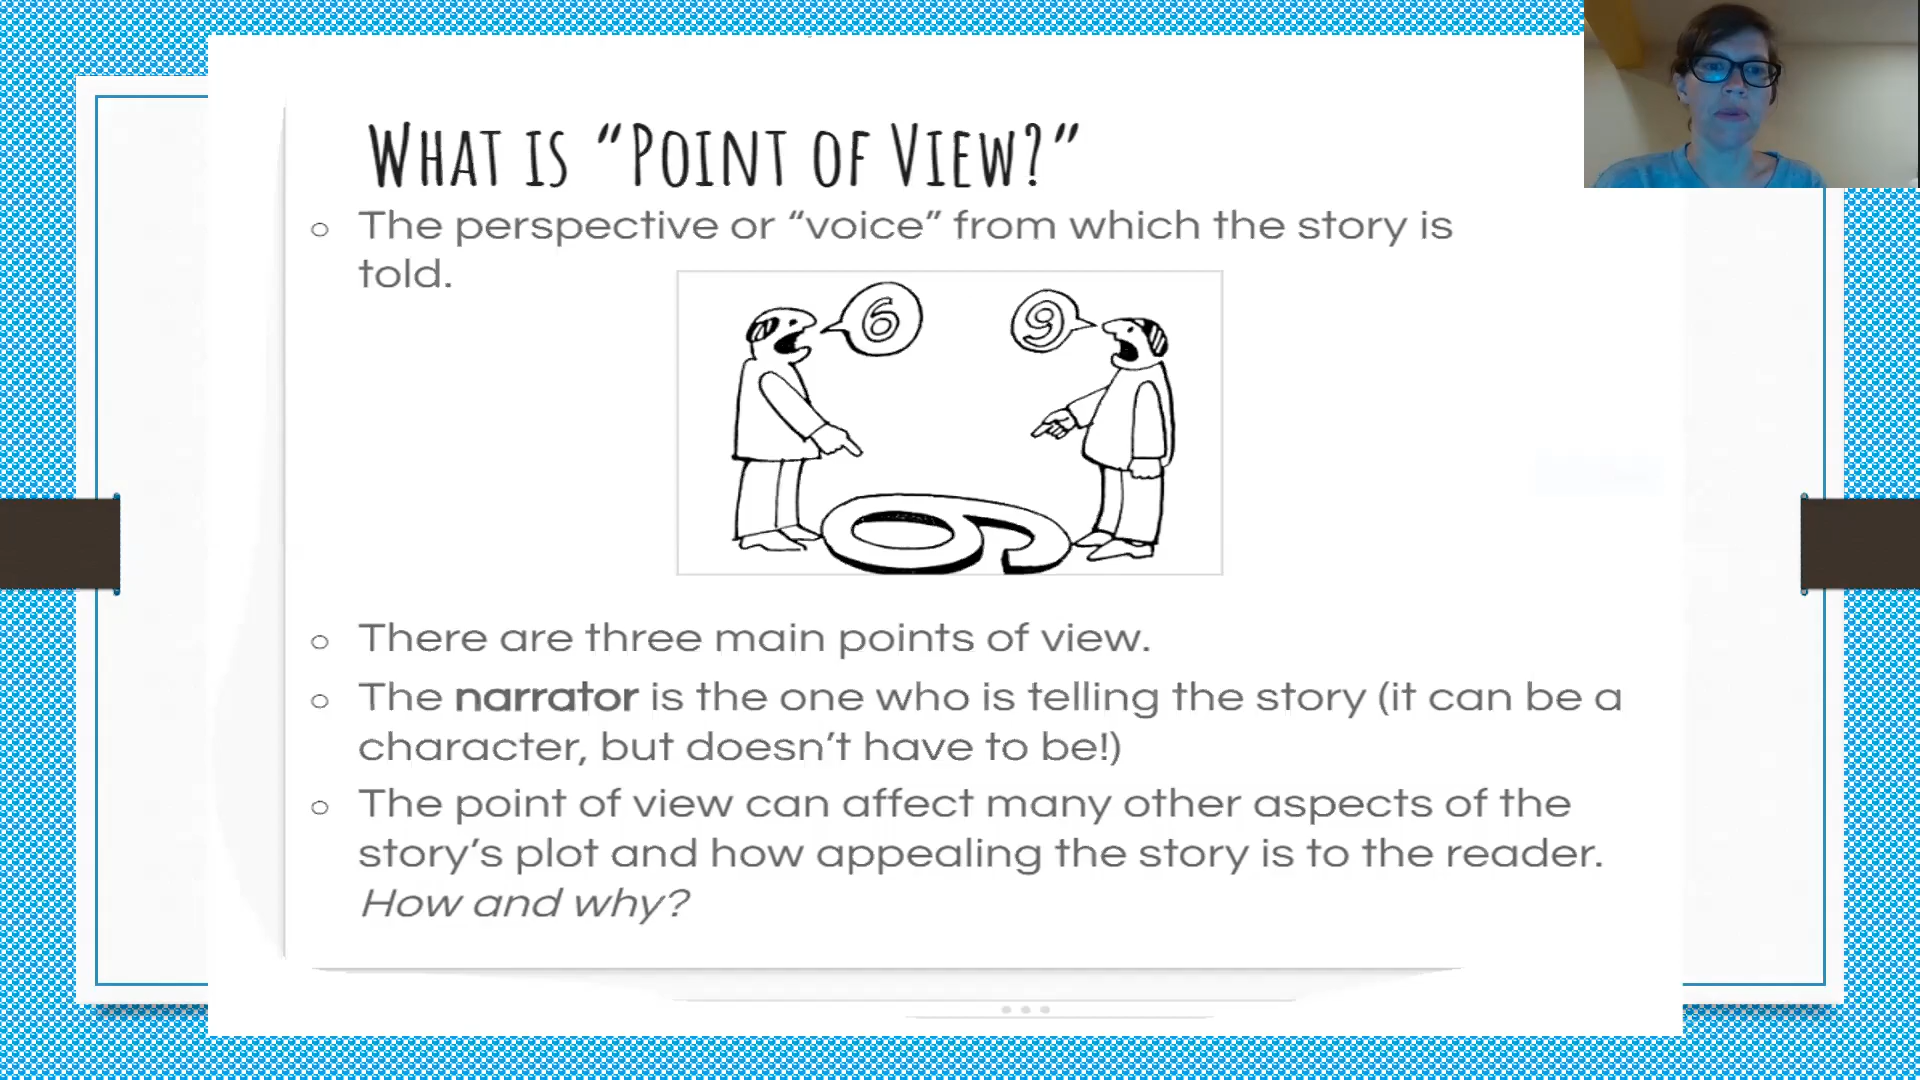 What is “Point of View?”
○ The perspective or “voice” from which the story is
told.
6
9
○ There are three main points of view.
○ The narrator is the one who is telling the story (it can be a
character, but doesn’t have to be!)
○ The point of view can affect many other aspects of the
story’s plot and how appealing the story is to the reader.
How and why?